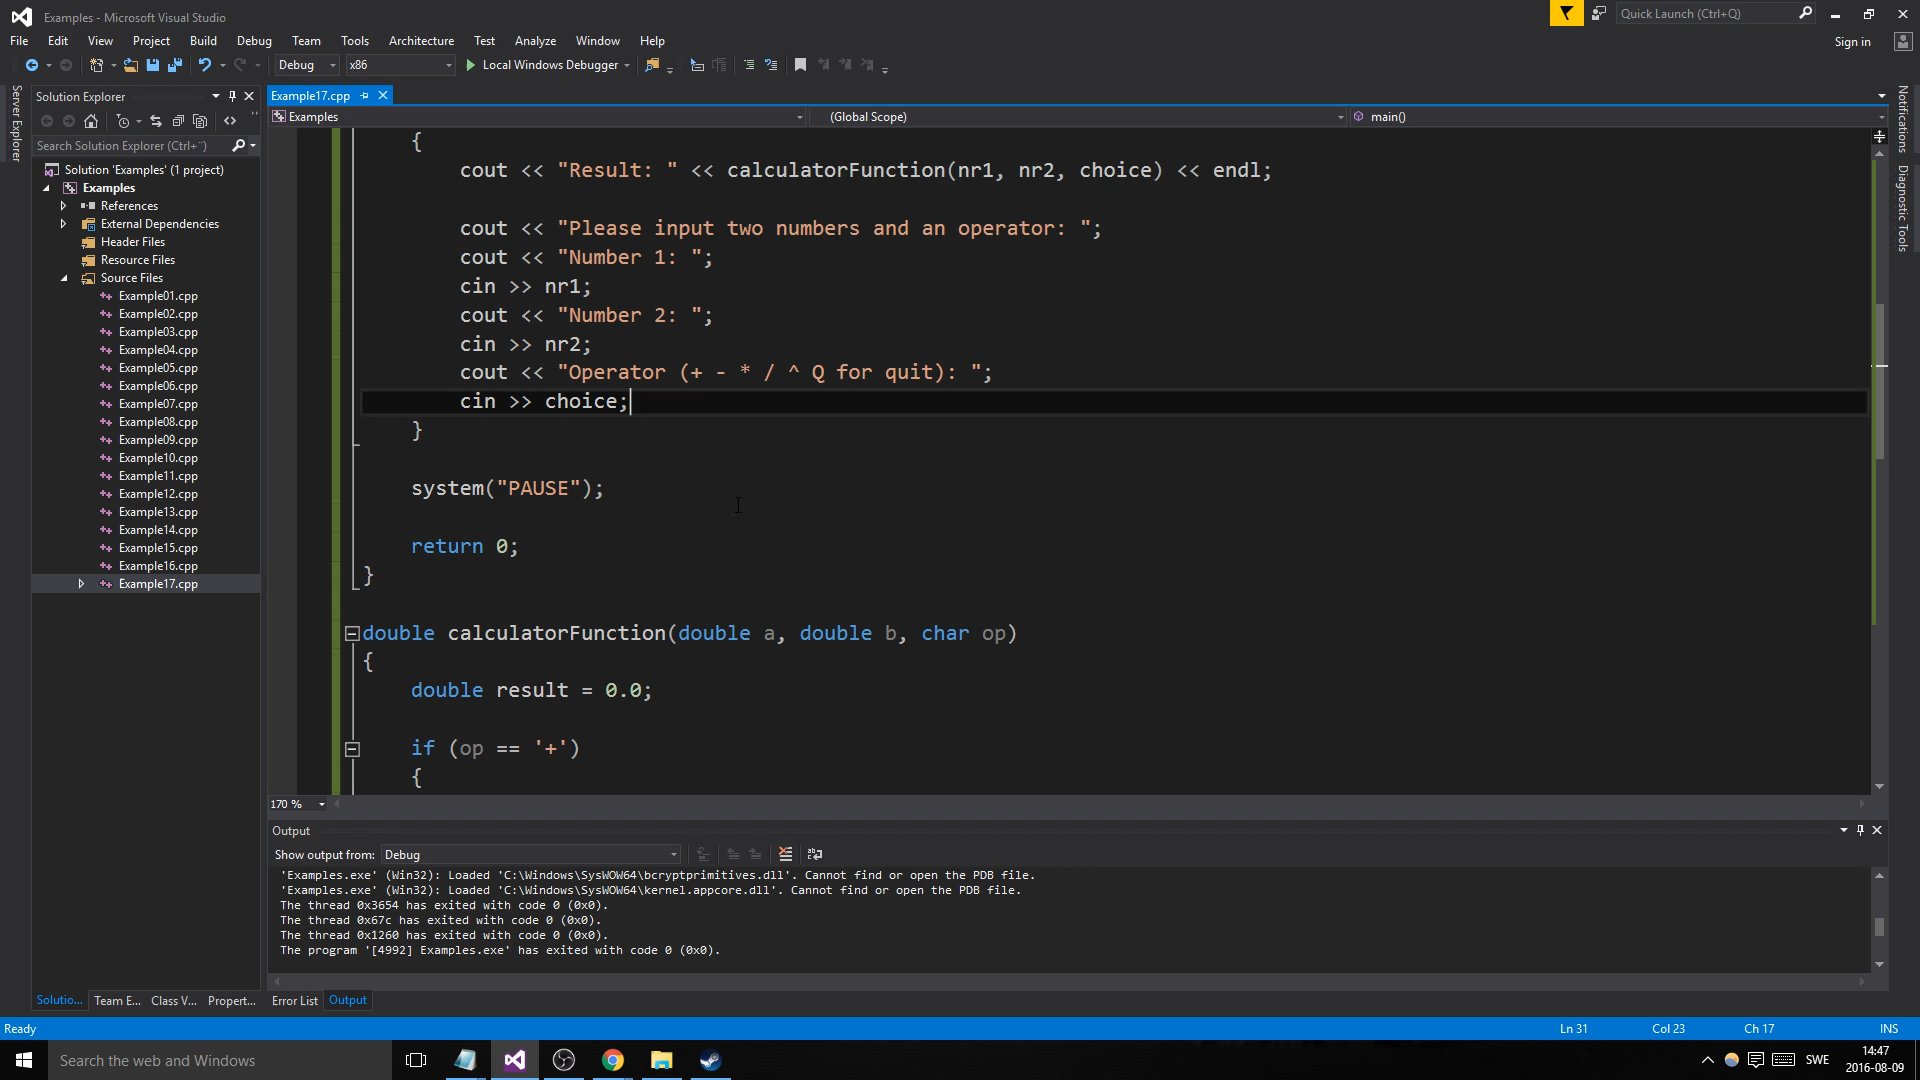 Examples - Microsoft Visual Studio
Quick Launch (Ctrl+Q)
File Edit View Project Build Debug Team Tools Architecture Test Analyze Window Help
Sign in
Debug x86 Local Windows Debugger
Server Explorer
Solution Explorer
Search Solution Explorer (Ctrl+¨)
Solution 'Examples' (1 project)
Examples
References
External Dependencies
Header Files
Resource Files
Source Files
Example01.cpp
Example02.cpp
Example03.cpp
Example04.cpp
Example05.cpp
Example06.cpp
Example07.cpp
Example08.cpp
Example09.cpp
Example10.cpp
Example11.cpp
Example12.cpp
Example13.cpp
Example14.cpp
Example15.cpp
Example16.cpp
Example17.cpp
Solutio... Team E... Class V... Propert...
Example17.cpp
Examples (Global Scope) main()
{
cout << "Result: " << calculatorFunction(nr1, nr2, choice) << endl;
cout << "Please input two numbers and an operator: ";
cout << "Number 1: ";
cin >> nr1;
cout << "Number 2: ";
cin >> nr2;
cout << "Operator (+ - * / ^ Q for quit): ";
cin >> choice;
}
system("PAUSE");
return 0;
}
double calculatorFunction(double a, double b, char op)
{
double result = 0.0;
if (op == '+')
{
170 %
Output
Show output from: Debug
'Examples.exe' (Win32): Loaded 'C:\Windows\SysWOW64\bcryptprimitives.dll'. Cannot find or open the PDB file.
'Examples.exe' (Win32): Loaded 'C:\Windows\SysWOW64\kernel.appcore.dll'. Cannot find or open the PDB file.
The thread 0x3654 has exited with code 0 (0x0).
The thread 0x67c has exited with code 0 (0x0).
The thread 0x1260 has exited with code 0 (0x0).
The program '[4992] Examples.exe' has exited with code 0 (0x0).
Error List Output
Notifications
Diagnostic Tools
Ready Ln 31 Col 23 Ch 17 INS
Search the web and Windows
SWE
14:47
2016-08-09